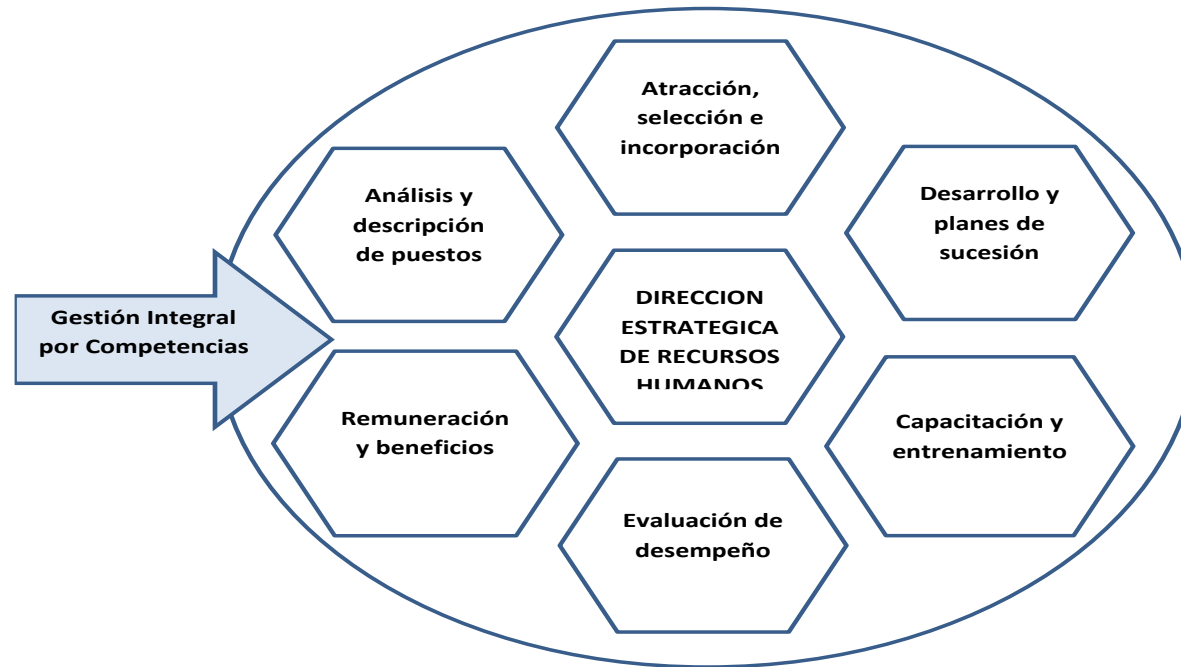 Atracción,
selección e
incorporación
Análisis y
descripción
de puestos
Desarrollo y
planes de
sucesión
Gestión Integral
por Competencias
DIRECCION
ESTRATEGICA
DE RECURSOS
HUMANOS
Remuneración
y beneficios
Capacitación y
entrenamiento
Evaluación de
desempeño